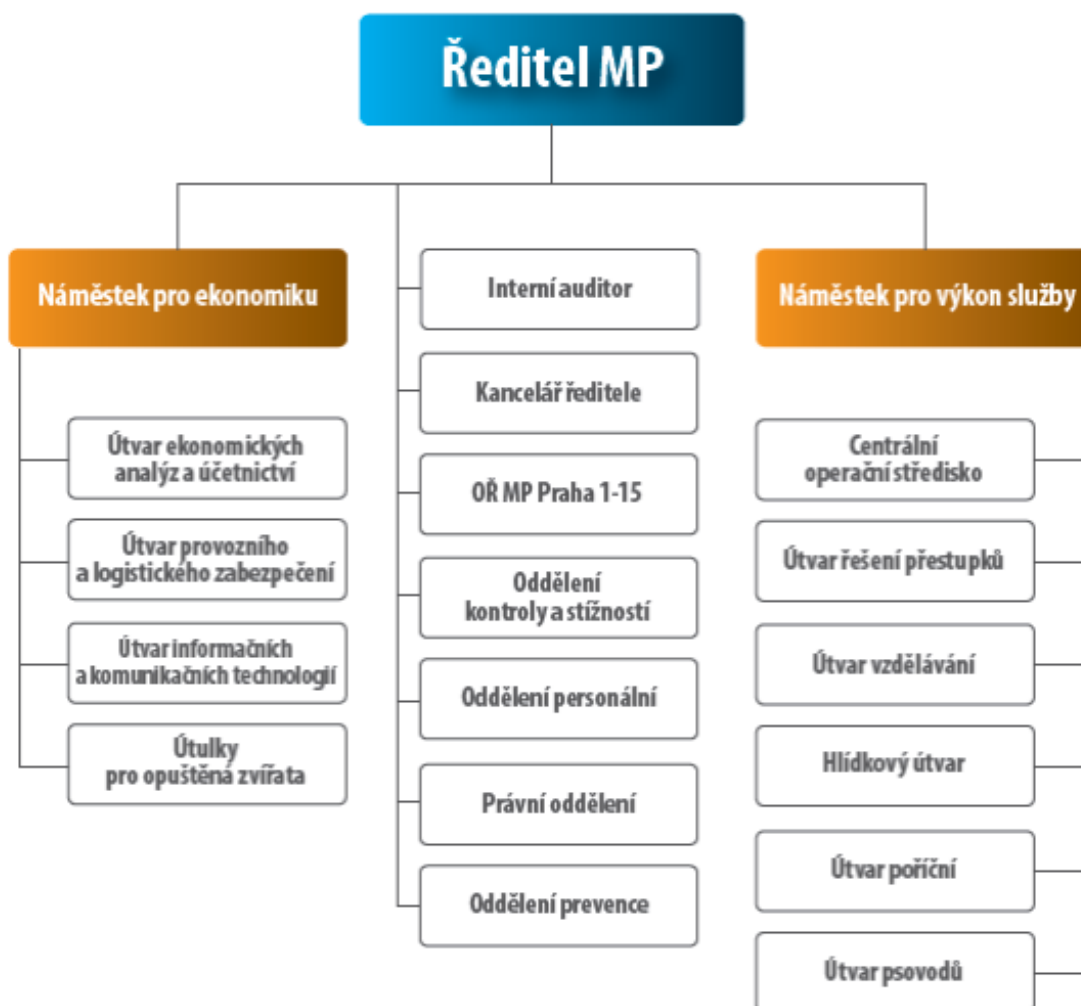 Ředitel MP
Náměstek pro ekonomiku
Útvar ekonomických
analýz a účetnictví
Útvar provozního
a logistického zabezpečení
Útvar informačních
a komunikačních technologií
Útulky
pro opuštěná zvířata
Interní auditor
Kancelář ředitele
OŘ MP Praha 1-15
Oddělení
kontroly a stížností
Oddělení personální
Právní oddělení
Oddělení prevence
Náměstek pro výkon služby
Centrální
operační středisko
Útvar řešení přestupků
Útvar vzdělávání
Hlídkový útvar
Útvar poříční
Útvar psovodů